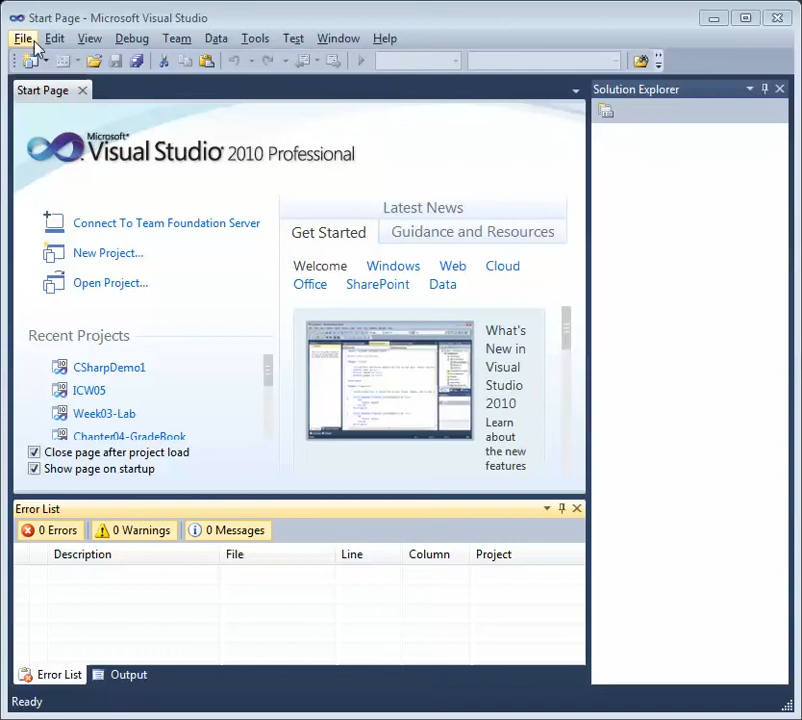 Start Page - Microsoft Visual Studio
File Edit View Debug Team Data Tools Test Window Help
Start Page
Solution Explorer
Microsoft®
Visual Studio® 2010 Professional
Connect To Team Foundation Server
New Project...
Open Project...
Recent Projects
CSharpDemo1
ICW05
Week03-Lab
Chapter04-GradeBook
Close page after project load
Show page on startup
Latest News
Get Started
Guidance and Resources
Welcome Windows Web Cloud
Office SharePoint Data
What's
New in
Visual
Studio
2010
Learn
about
the new
features
Error List
0 Errors
0 Warnings
0 Messages
Description File Line Column Project
Error List
Output
Ready